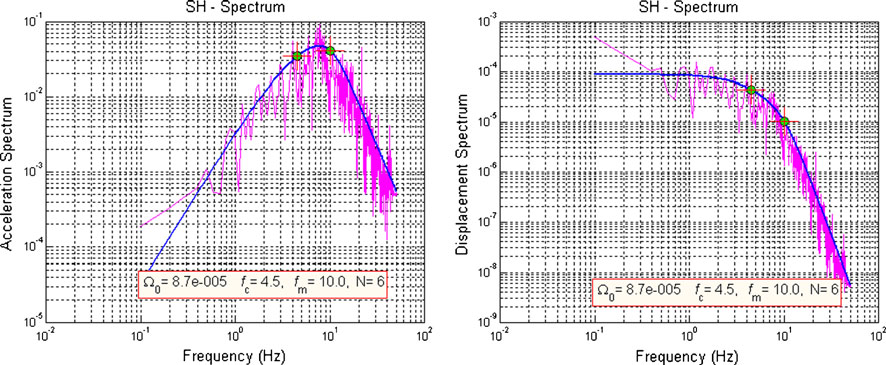 SH - Spectrum
10^-1
10^-2
10^-3
10^-4
10^-5
Acceleration Spectrum
Ω0= 8.7e-005 fc= 4.5, fm= 10.0, N= 6
10^-2 10^-1 10^0 10^1 10^2
Frequency (Hz)
SH - Spectrum
10^-3
10^-4
10^-5
10^-6
10^-7
10^-8
10^-9
Displacement Spectrum
Ω0= 8.7e-005 fc= 4.5, fm= 10.0, N= 6
10^-2 10^-1 10^0 10^1 10^2
Frequency (Hz)